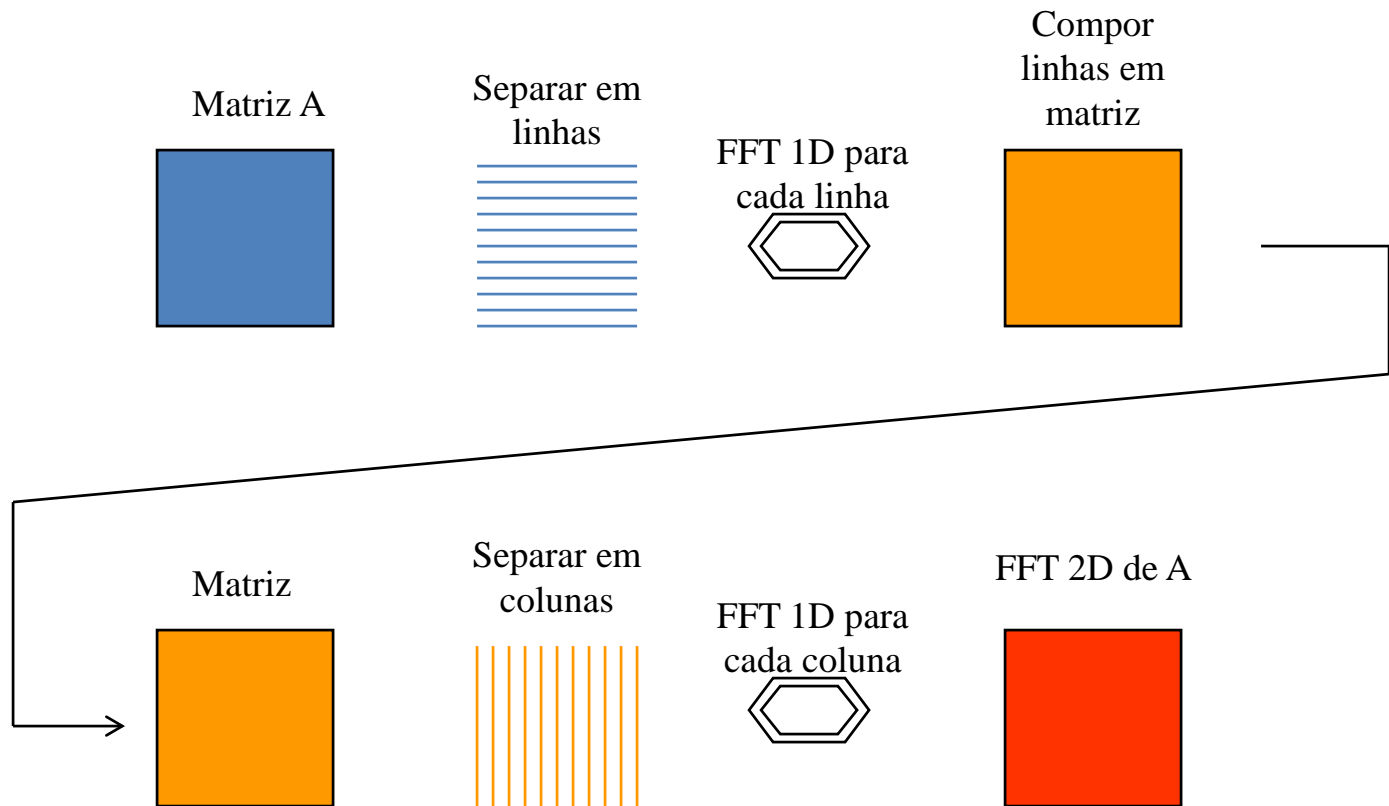 Matriz A
Separar em
linhas
FFT 1D para
cada linha
Compor
linhas em
matriz
Matriz
Separar em
colunas
FFT 1D para
cada coluna
FFT 2D de A